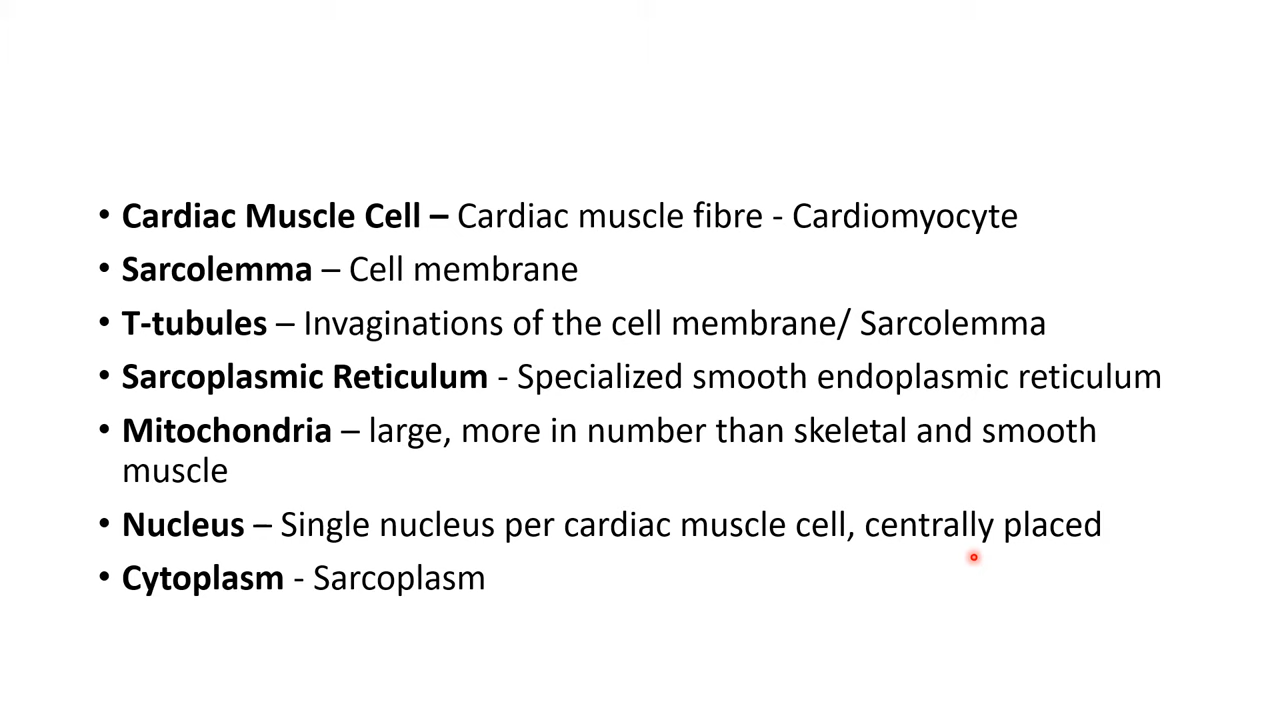 • Cardiac Muscle Cell – Cardiac muscle fibre - Cardiomyocyte
• Sarcolemma – Cell membrane
• T-tubules – Invaginations of the cell membrane/ Sarcolemma
• Sarcoplasmic Reticulum - Specialized smooth endoplasmic reticulum
• Mitochondria – large, more in number than skeletal and smooth
muscle
• Nucleus – Single nucleus per cardiac muscle cell, centrally placed
• Cytoplasm - Sarcoplasm